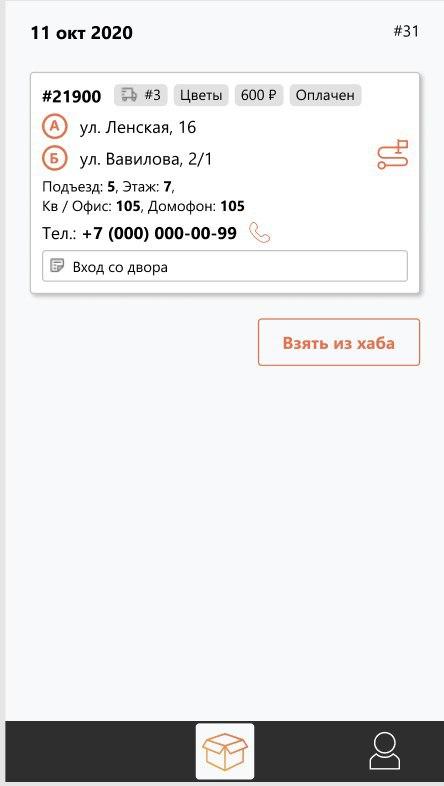 11 окт 2020 #31
#21900 #3 Цветы 600 ₽ Оплачен
А ул. Ленская, 16
Б ул. Вавилова, 2/1
Подъезд: 5, Этаж: 7,
Кв / Офис: 105, Домофон: 105
Тел.: +7 (000) 000-00-99
Вход со двора
Взять из хаба